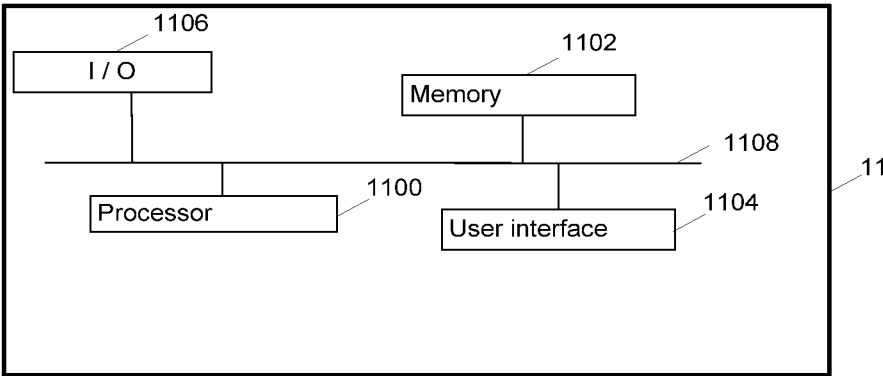 1106
I / O
1102
Memory
1108
11
1100
Processor
1104
User interface